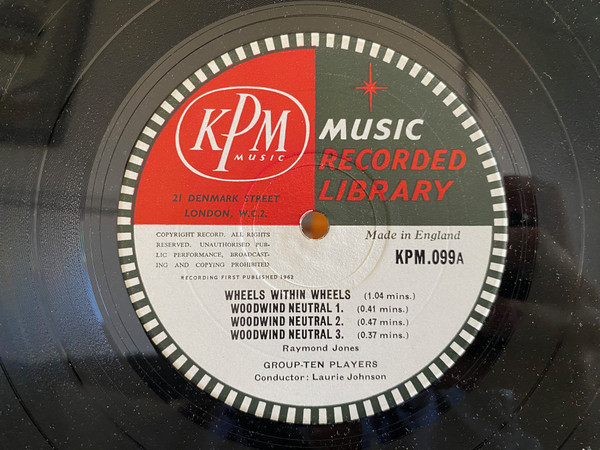 KPM
MUSIC
MUSIC
RECORDED
LIBRARY
21 DENMARK STREET
LONDON, W.C.2.
COPYRIGHT RECORD. ALL RIGHTS
RESERVED. UNAUTHORISED PUB-
LIC PERFORMANCE, BROADCAST-
ING AND COPYING PROHIBITED
RECORDING FIRST PUBLISHED 1962
Made in England
KPM.099A
WHEELS WITHIN WHEELS (1.04 mins.)
WOODWIND NEUTRAL 1. (0.41 mins.)
WOODWIND NEUTRAL 2. (0.47 mins.)
WOODWIND NEUTRAL 3. (0.37 mins.)
Raymond Jones
GROUP-TEN PLAYERS
Conductor: Laurie Johnson